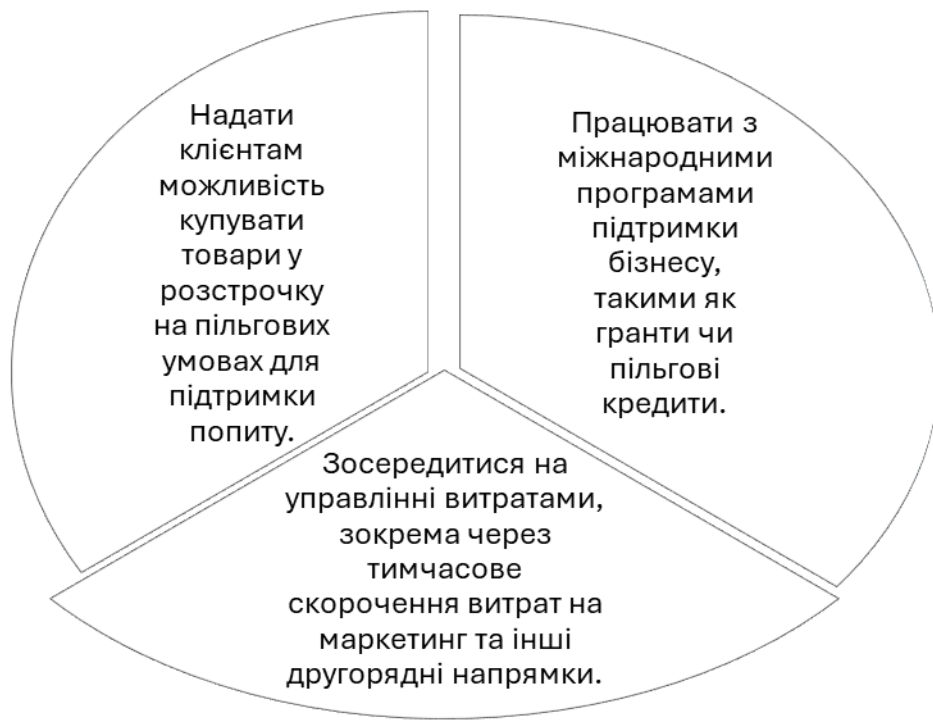 Надати
клієнтам
можливість
купувати
товари у
розстрочку
на пільгових
умовах для
підтримки
попиту.
Працювати з
міжнародними
програмами
підтримки
бізнесу,
такими як
гранти чи
пільгові
кредити.
Зосередитися на
управлінні витратами,
зокрема через
тимчасове
скорочення витрат на
маркетинг та інші
другорядні напрямки.